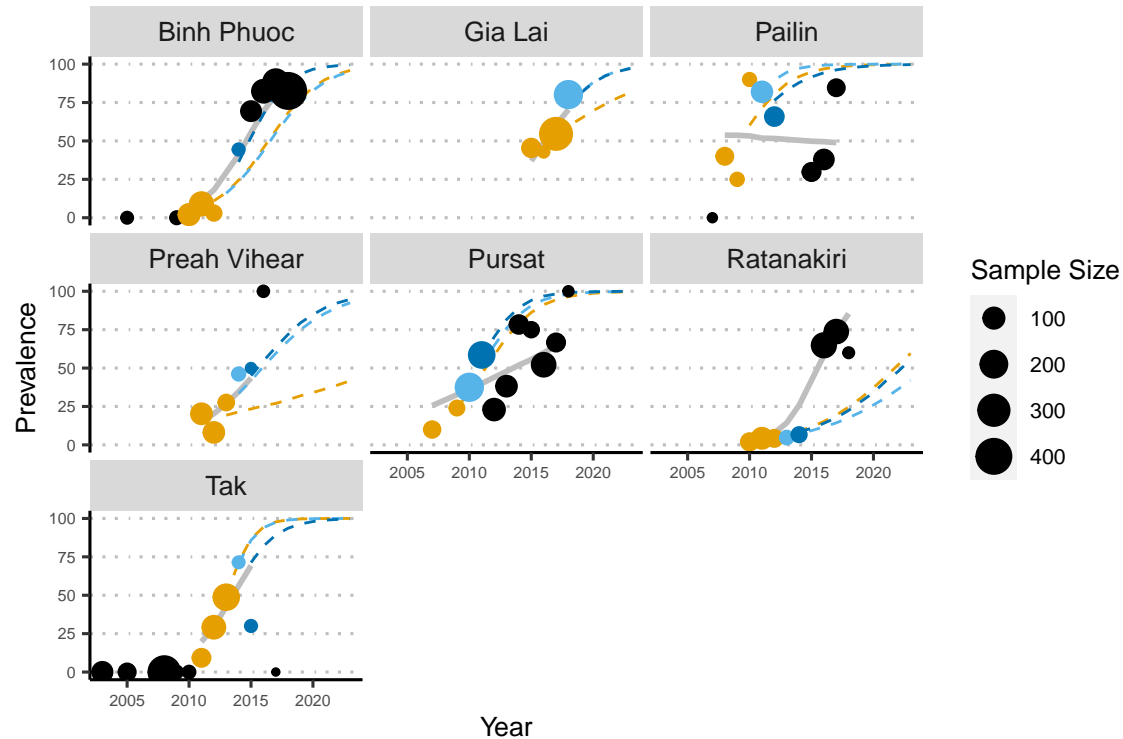 Binh Phuoc
Gia Lai
Pailin
100
75
50
25
0
Preah Vihear
Pursat
Ratanakiri
100
75
50
25
0
2005 2010 2015 2020
2005 2010 2015 2020
Tak
100
75
50
25
0
2005 2010 2015 2020
Prevalence
Year
Sample Size
100
200
300
400